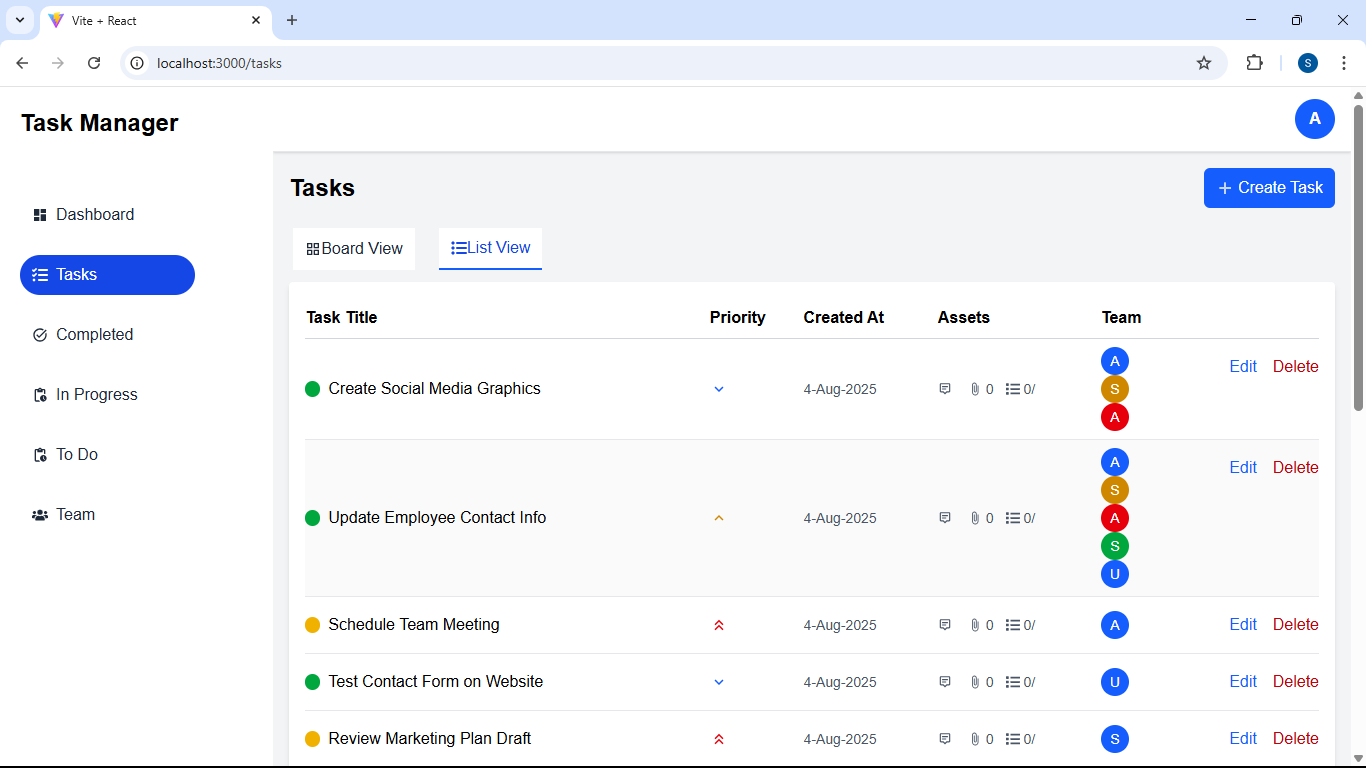 Vite + React
localhost:3000/tasks
S
Task Manager
A
Dashboard
Tasks
Completed
In Progress
To Do
Team
Tasks
+ Create Task
Board View
List View
Task Title Priority Created At Assets Team
Create Social Media Graphics 4-Aug-2025 0 0/ A S A Edit Delete
Update Employee Contact Info 4-Aug-2025 0 0/ A S A S U Edit Delete
Schedule Team Meeting 4-Aug-2025 0 0/ A Edit Delete
Test Contact Form on Website 4-Aug-2025 0 0/ U Edit Delete
Review Marketing Plan Draft 4-Aug-2025 0 0/ S Edit Delete